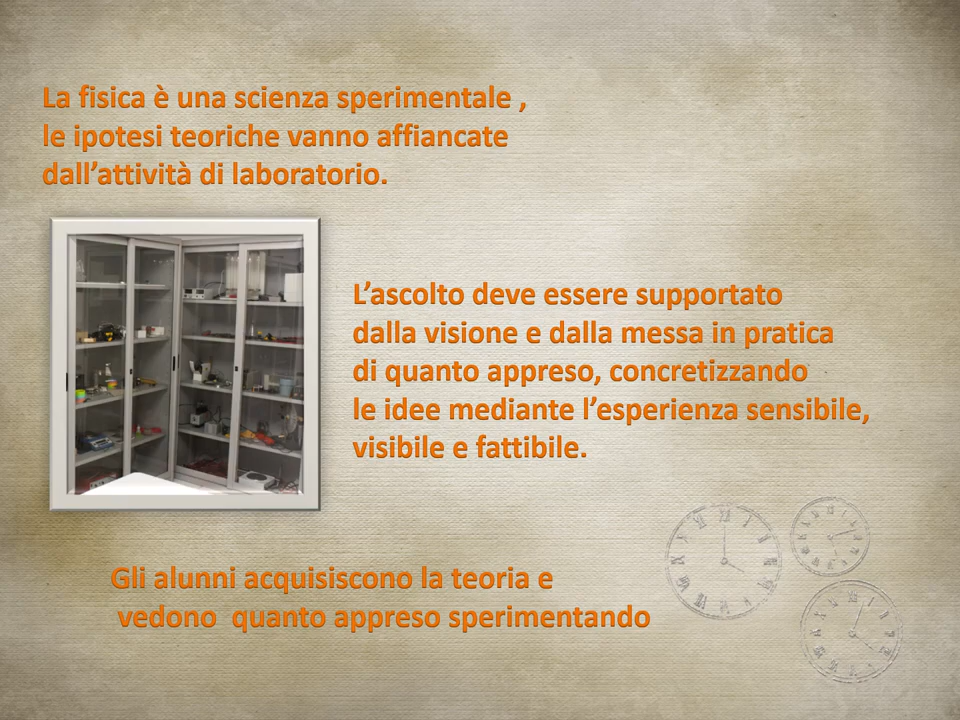 La fisica è una scienza sperimentale ,
le ipotesi teoriche vanno affiancate
dall’attività di laboratorio.
L’ascolto deve essere supportato
dalla visione e dalla messa in pratica
di quanto appreso, concretizzando
le idee mediante l’esperienza sensibile,
visibile e fattibile.
Gli alunni acquisiscono la teoria e
vedono quanto appreso sperimentando